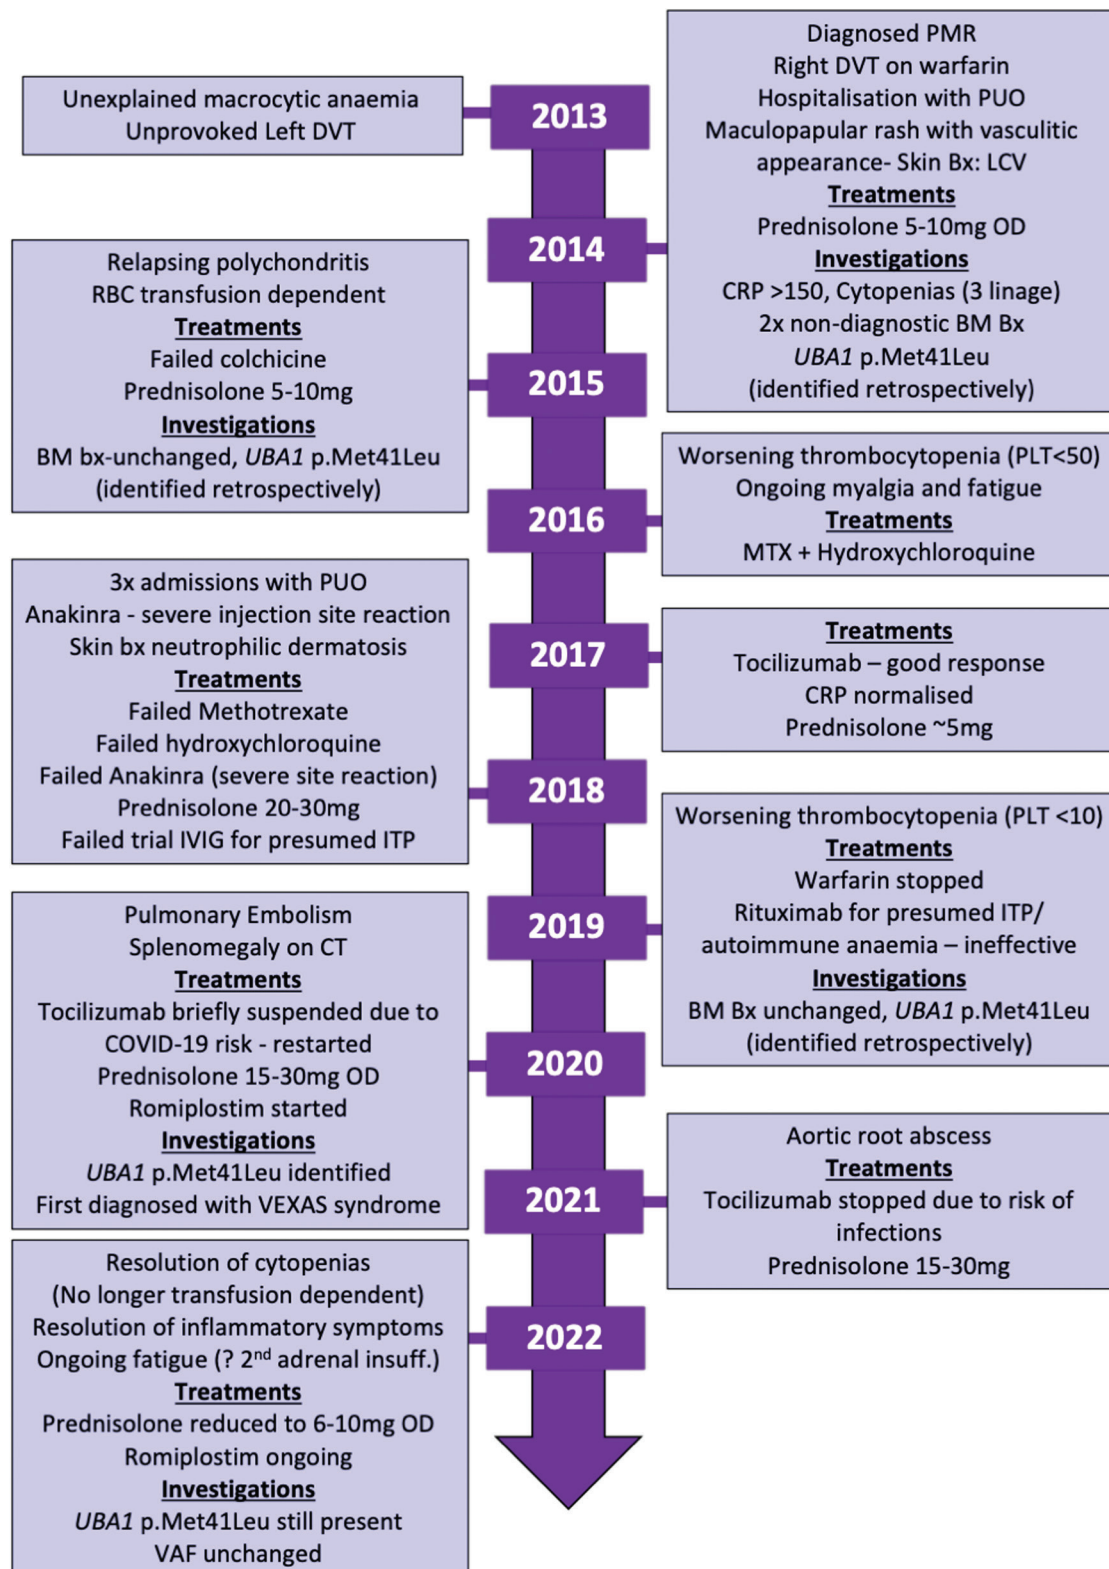 2013
Unexplained macrocytic anaemia
Unprovoked Left DVT
2014
Diagnosed PMR
Right DVT on warfarin
Hospitalisation with PUO
Maculopapular rash with vasculitic
appearance- Skin Bx: LCV
Treatments
Prednisolone 5-10mg OD
Investigations
CRP >150, Cytopenias (3 linage)
2x non-diagnostic BM Bx
UBA1 p.Met41Leu
(identified retrospectively)
2015
Relapsing polychondritis
RBC transfusion dependent
Treatments
Failed colchicine
Prednisolone 5-10mg
Investigations
BM bx-unchanged, UBA1 p.Met41Leu
(identified retrospectively)
2016
Worsening thrombocytopenia (PLT<50)
Ongoing myalgia and fatigue
Treatments
MTX + Hydroxychloroquine
2017
Treatments
Tocilizumab – good response
CRP normalised
Prednisolone ~5mg
2018
3x admissions with PUO
Anakinra - severe injection site reaction
Skin bx neutrophilic dermatosis
Treatments
Failed Methotrexate
Failed hydroxychloroquine
Failed Anakinra (severe site reaction)
Prednisolone 20-30mg
Failed trial IVIG for presumed ITP
2019
Worsening thrombocytopenia (PLT <10)
Treatments
Warfarin stopped
Rituximab for presumed ITP/
autoimmune anaemia – ineffective
Investigations
BM Bx unchanged, UBA1 p.Met41Leu
(identified retrospectively)
2020
Pulmonary Embolism
Splenomegaly on CT
Treatments
Tocilizumab briefly suspended due to
COVID-19 risk - restarted
Prednisolone 15-30mg OD
Romiplostim started
Investigations
UBA1 p.Met41Leu identified
First diagnosed with VEXAS syndrome
2021
Aortic root abscess
Treatments
Tocilizumab stopped due to risk of
infections
Prednisolone 15-30mg
2022
Resolution of cytopenias
(No longer transfusion dependent)
Resolution of inflammatory symptoms
Ongoing fatigue (? 2nd adrenal insuff.)
Treatments
Prednisolone reduced to 6-10mg OD
Romiplostim ongoing
Investigations
UBA1 p.Met41Leu still present
VAF unchanged